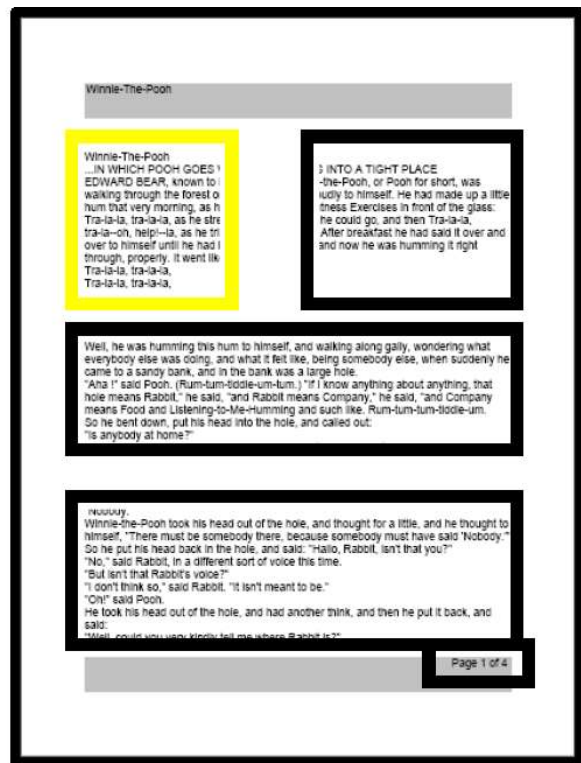 Winnie-The-Pooh
Winnie-The-Pooh
...IN WHICH POOH GOES
EDWARD BEAR, known to
walking through the forest
hum that very morning, as h
Tra-la-la, tra-la-la, as he stre
tra-la--oh, help!--la, as he tri
over to himself until he had
through, properly. It went lik
Tra-la-la, tra-la-la,
Tra-la-la, tra-la-la,
INTO A TIGHT PLACE
-the-Pooh, or Pooh for short, was
udly to himself. He had made up a little
tness Exercises in front of the glass:
he could go, and then Tra-la-la,
After breakfast he had said it over and
and now he was humming it right
Well, he was humming this hum to himself, and walking along gaily, wondering what
everybody else was doing, and what it felt like, being somebody else, when suddenly he
came to a sandy bank, and in the bank was a large hole.
"Aha !" said Pooh. (Rum-tum-tiddle-um-tum.) "If I know anything about anything, that
hole means Rabbit," he said, "and Rabbit means Company," he said, "and Company
means Food and Listening-to-Me-Humming and such like. Rum-tum-tum-tiddle-um.
So he bent down, put his head into the hole, and called out:
"Is anybody at home?"
"Nobody."
Winnie-the-Pooh took his head out of the hole, and thought for a little, and he thought to
himself, "There must be somebody there, because somebody must have said 'Nobody.'"
So he put his head back in the hole, and said: "Hallo, Rabbit, isn't that you?"
"No," said Rabbit, in a different sort of voice this time.
"But isn't that Rabbit's voice?"
"I don't think so," said Rabbit. "It isn't meant to be."
"Oh!" said Pooh.
He took his head out of the hole, and had another think, and then he put it back, and
said:
"Well, could you very kindly tell me where Rabbit is?"
Page 1 of 4